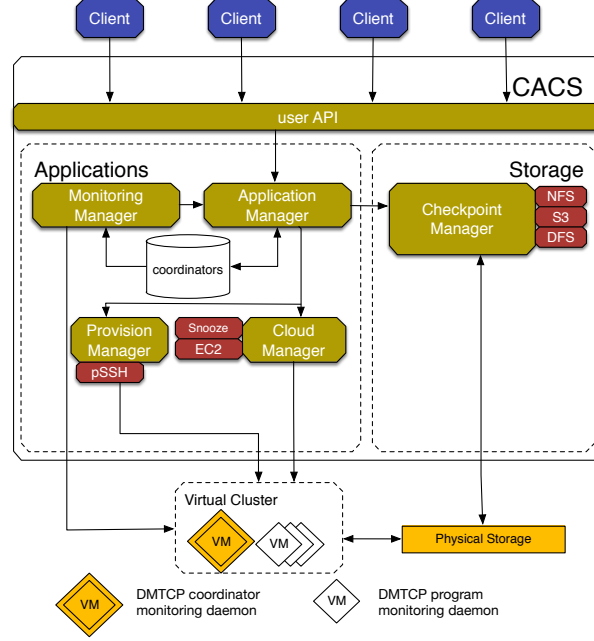 Client
Client
Client
Client
CACS
user API
Applications
Storage
Monitoring
Manager
Application
Manager
Checkpoint
Manager
NFS
S3
DFS
coordinators
Provision
Manager
pSSH
Snooze
EC2
Cloud
Manager
Virtual Cluster
VM
VM
Physical Storage
VM
DMTCP coordinator
monitoring daemon
VM
DMTCP program
monitoring daemon